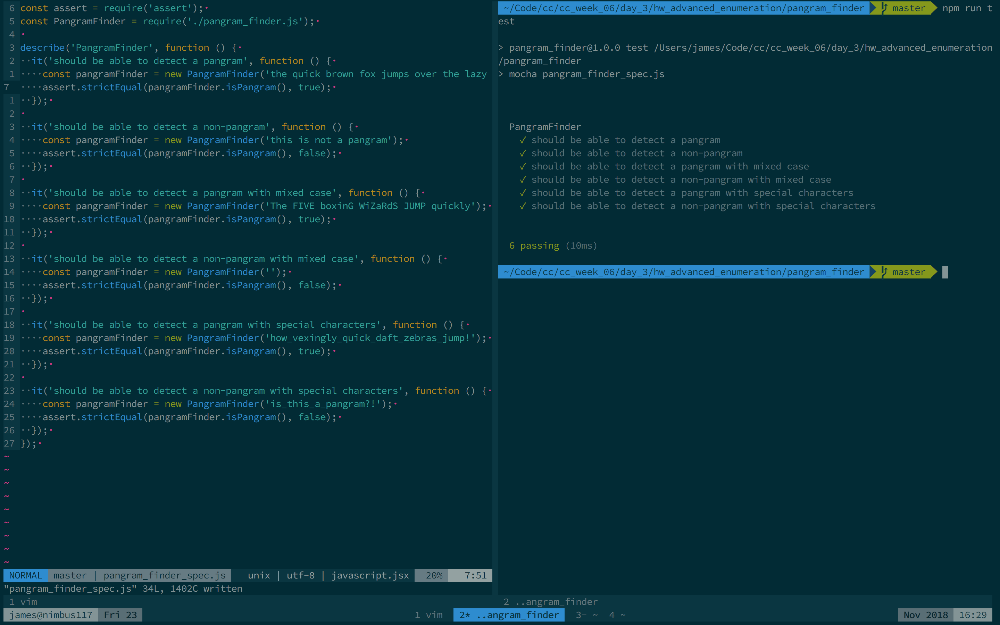 6 const assert = require('assert');
5 const PangramFinder = require('./pangram_finder.js');
4
3 describe('PangramFinder', function () {
2 ··it('should be able to detect a pangram', function () {
1 ····const pangramFinder = new PangramFinder('the quick brown fox jumps over the lazy
7 ····assert.strictEqual(pangramFinder.isPangram(), true);
1 ··});
2
3 ··it('should be able to detect a non-pangram', function () {
4 ····const pangramFinder = new PangramFinder('this is not a pangram');
5 ····assert.strictEqual(pangramFinder.isPangram(), false);
6 ··});
7
8 ··it('should be able to detect a pangram with mixed case', function () {
9 ····const pangramFinder = new PangramFinder('The FIVE boxinG WiZaRdS JUMP quickly');
10 ····assert.strictEqual(pangramFinder.isPangram(), true);
11 ··});
12
13 ··it('should be able to detect a non-pangram with mixed case', function () {
14 ····const pangramFinder = new PangramFinder('');
15 ····assert.strictEqual(pangramFinder.isPangram(), false);
16 ··});
17
18 ··it('should be able to detect a pangram with special characters', function () {
19 ····const pangramFinder = new PangramFinder('how_vexingly_quick_daft_zebras_jump!');
20 ····assert.strictEqual(pangramFinder.isPangram(), true);
21 ··});
22
23 ··it('should be able to detect a non-pangram with special characters', function () {
24 ····const pangramFinder = new PangramFinder('is_this_a_pangram?!');
25 ····assert.strictEqual(pangramFinder.isPangram(), false);
26 ··});
27 });
~
~
~
~
~
~
~
~
~
NORMAL master | pangram_finder_spec.js unix | utf-8 | javascript.jsx 20% 7:51
"pangram_finder_spec.js" 34L, 1402C written
~/Code/cc/cc_week_06/day_3/hw_advanced_enumeration/pangram_finder master npm run t
est
> pangram_finder@1.0.0 test /Users/james/Code/cc/cc_week_06/day_3/hw_advanced_enumeration
/pangram_finder
> mocha pangram_finder_spec.js
PangramFinder
✓ should be able to detect a pangram
✓ should be able to detect a non-pangram
✓ should be able to detect a pangram with mixed case
✓ should be able to detect a non-pangram with mixed case
✓ should be able to detect a pangram with special characters
✓ should be able to detect a non-pangram with special characters
6 passing (10ms)
~/Code/cc/cc_week_06/day_3/hw_advanced_enumeration/pangram_finder master
1 vim 2 ..angram_finder
james@nimbus117 Fri 23 1 vim 2* ..angram_finder 3- ~ 4 ~ Nov 2018 16:29